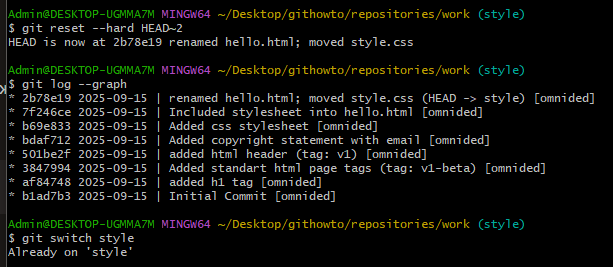 Admin@DESKTOP-UGMMA7M MINGW64 ~/Desktop/githowto/repositories/work (style)
$ git reset --hard HEAD~2
HEAD is now at 2b78e19 renamed hello.html; moved style.css
Admin@DESKTOP-UGMMA7M MINGW64 ~/Desktop/githowto/repositories/work (style)
$ git log --graph
* 2b78e19 2025-09-15 | renamed hello.html; moved style.css (HEAD -> style) [omnided]
* 7f246ce 2025-09-15 | Included stylesheet into hello.html [omnided]
* b69e833 2025-09-15 | Added css stylesheet [omnided]
* bdaf712 2025-09-15 | Added copyright statement with email [omnided]
* 501be2f 2025-09-15 | added html header (tag: v1) [omnided]
* 3847994 2025-09-15 | Added standart html page tags (tag: v1-beta) [omnided]
* af84748 2025-09-15 | added h1 tag [omnided]
* b1ad7b3 2025-09-15 | Initial Commit [omnided]
Admin@DESKTOP-UGMMA7M MINGW64 ~/Desktop/githowto/repositories/work (style)
$ git switch style
Already on 'style'